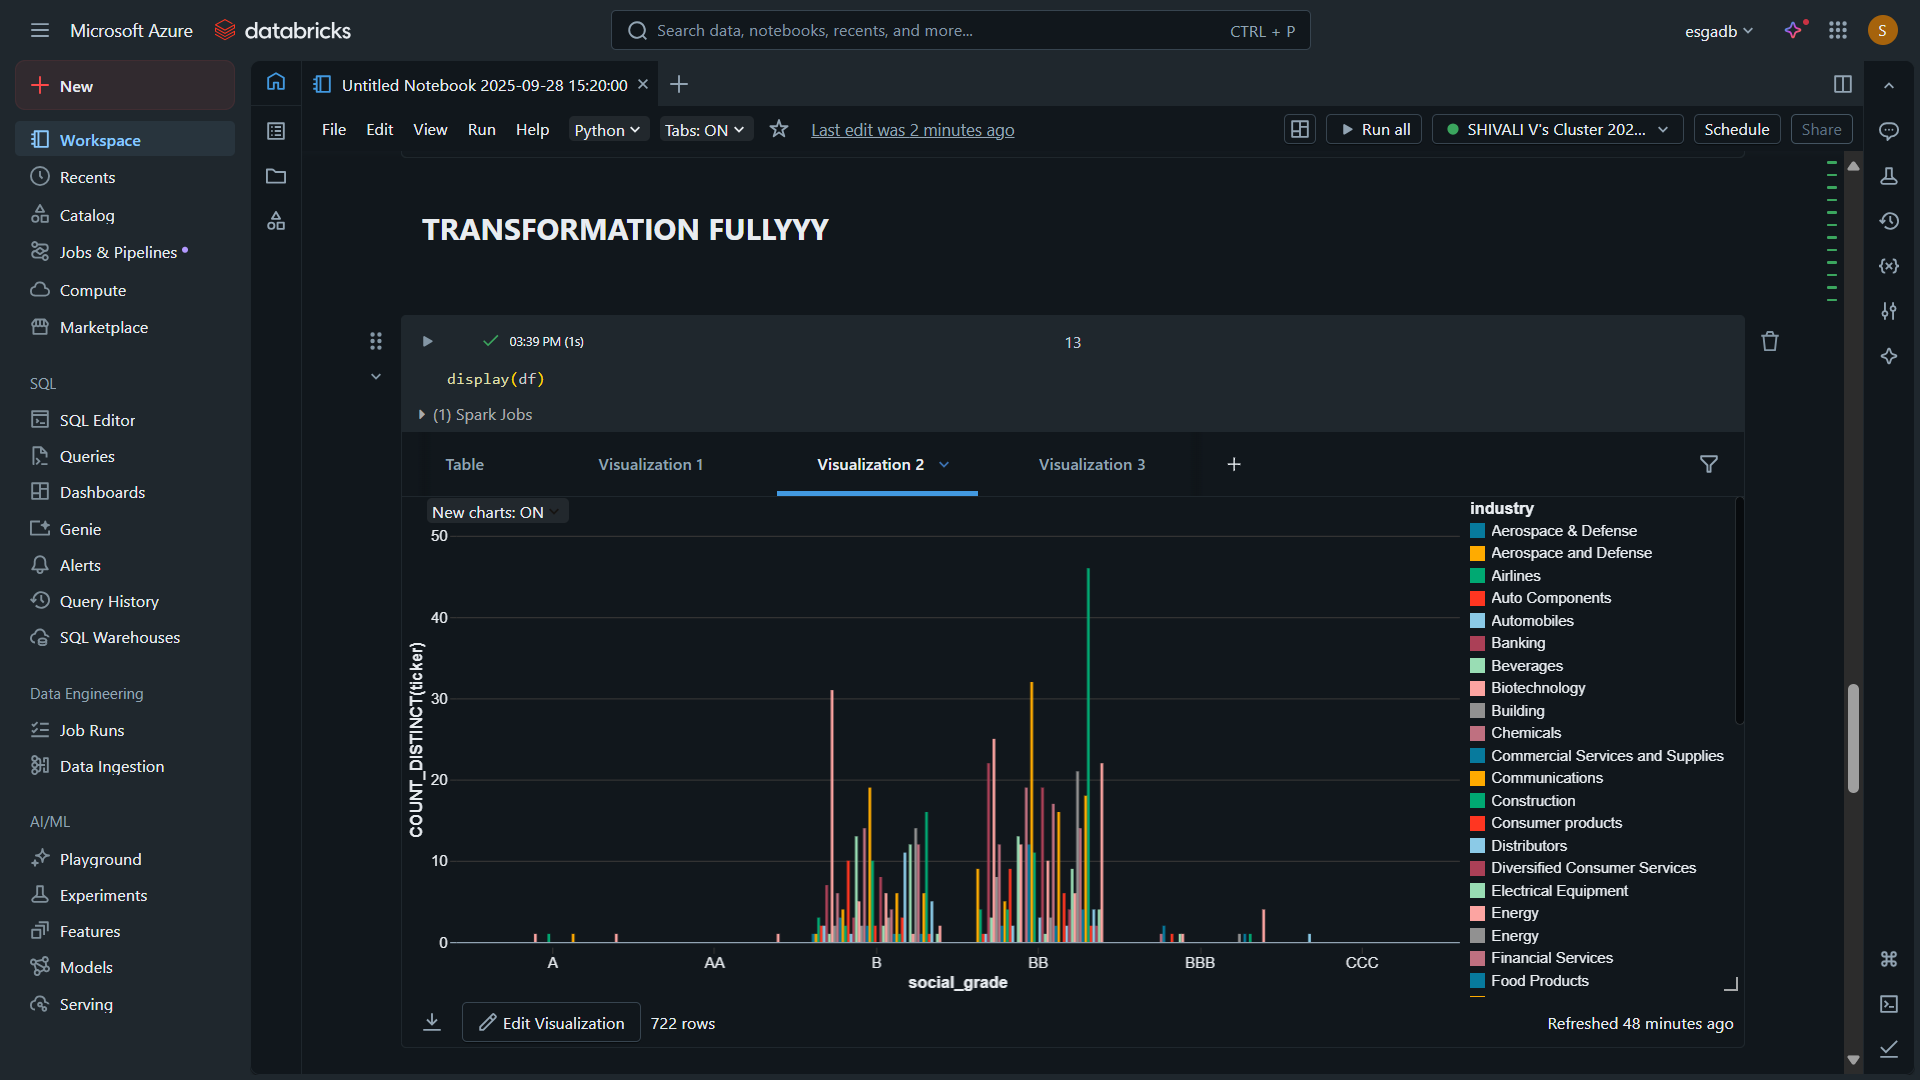 Microsoft Azure
databricks
Search data, notebooks, recents, and more...
CTRL + P
esgadb
S
New
Workspace
Recents
Catalog
Jobs & Pipelines
Compute
Marketplace
SQL
SQL Editor
Queries
Dashboards
Genie
Alerts
Query History
SQL Warehouses
Data Engineering
Job Runs
Data Ingestion
AI/ML
Playground
Experiments
Features
Models
Serving
Untitled Notebook 2025-09-28 15:20:00
File
Edit
View
Run
Help
Python
Tabs: ON
Last edit was 2 minutes ago
Run all
SHIVALI V's Cluster 202...
Schedule
Share
TRANSFORMATION FULLYYY
03:39 PM (1s)
13
display(df)
(1) Spark Jobs
Table
Visualization 1
Visualization 2
Visualization 3
New charts: ON
50
40
30
20
10
0
COUNT_DISTINCT(ticker)
A
AA
B
BB
BBB
CCC
social_grade
industry
Aerospace & Defense
Aerospace and Defense
Airlines
Auto Components
Automobiles
Banking
Beverages
Biotechnology
Building
Chemicals
Commercial Services and Supplies
Communications
Construction
Consumer products
Distributors
Diversified Consumer Services
Electrical Equipment
Energy
Energy
Financial Services
Food Products
Edit Visualization
722 rows
Refreshed 48 minutes ago